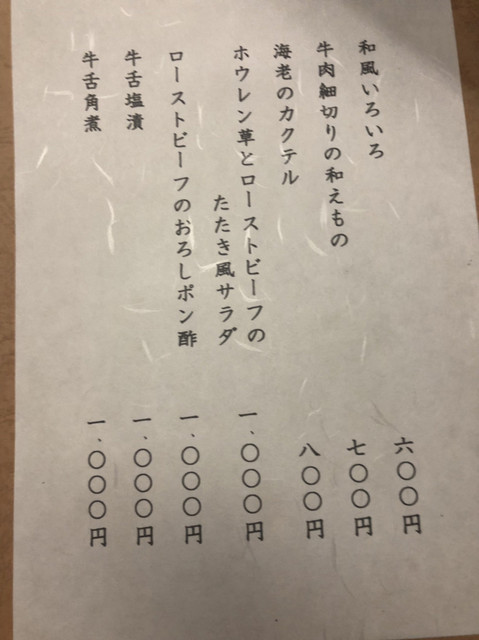 和風いろいろ 六〇〇円
牛肉細切りの和えもの 七〇〇円
海老のカクテル 八〇〇円
ホウレン草とローストビーフの
たたき風サラダ 一、〇〇〇円
ローストビーフのおろしポン酢 一、〇〇〇円
牛舌塩漬 一、〇〇〇円
牛舌角煮 一、〇〇〇円